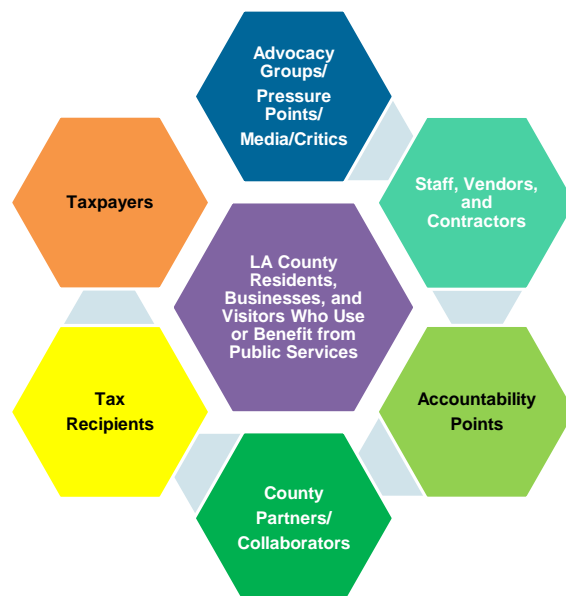 Advocacy
Groups/
Pressure
Points/
Media/Critics
Taxpayers
Staff, Vendors,
and
Contractors
LA County
Residents,
Businesses, and
Visitors Who Use
or Benefit from
Public Services
Tax
Recipients
Accountability
Points
County
Partners/
Collaborators